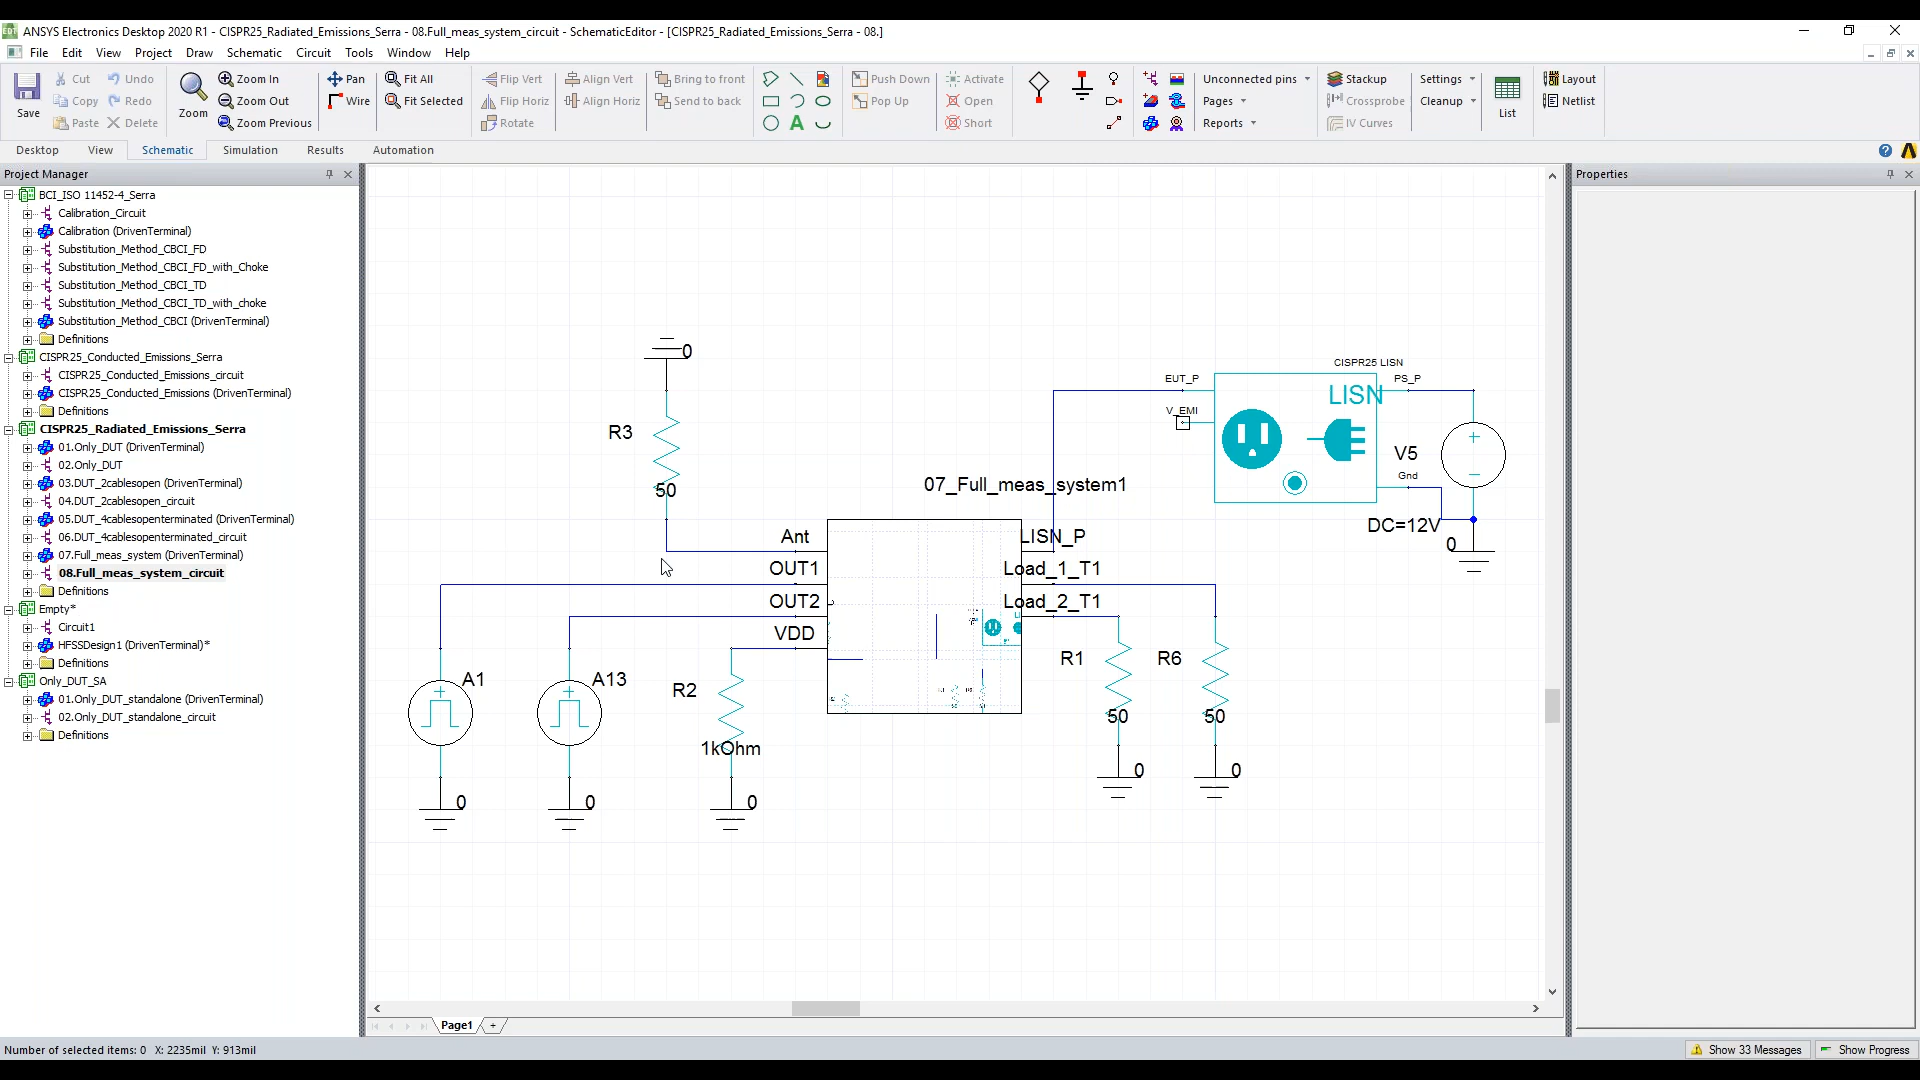 ANSYS Electronics Desktop 2020 R1 - CISPR25_Radiated_Emissions_Serra - 08.Full_meas_system_circuit - SchematicEditor - [CISPR25_Radiated_Emissions_Serra - 08.]
File Edit View Project Draw Schematic Circuit Tools Window Help
Save
Cut
Copy
Paste
Undo
Redo
Delete
Zoom
Zoom In
Zoom Out
Zoom Previous
Pan
Wire
Fit All
Fit Selected
Flip Vert
Flip Horiz
Rotate
Align Vert
Align Horiz
Bring to front
Send to back
Push Down
Pop Up
Activate
Open
Short
Unconnected pins
Pages
Reports
Stackup
Crossprobe
IV Curves
Settings
Cleanup
List
Layout
Netlist
Desktop View Schematic Simulation Results Automation
Project Manager
BCI_ISO 11452-4_Serra
Calibration_Circuit
Calibration (DrivenTerminal)
Substitution_Method_CBCI_FD
Substitution_Method_CBCI_FD_with_Choke
Substitution_Method_CBCI_TD
Substitution_Method_CBCI_TD_with_choke
Substitution_Method_CBCI (DrivenTerminal)
Definitions
CISPR25_Conducted_Emissions_Serra
CISPR25_Conducted_Emissions_circuit
CISPR25_Conducted_Emissions (DrivenTerminal)
Definitions
CISPR25_Radiated_Emissions_Serra
01.Only_DUT (DrivenTerminal)
02.Only_DUT
03.DUT_2cablesopen (DrivenTerminal)
04.DUT_2cablesopen_circuit
05.DUT_4cablesopenterminated (DrivenTerminal)
06.DUT_4cablesopenterminated_circuit
07.Full_meas_system (DrivenTerminal)
08.Full_meas_system_circuit
Definitions
Empty*
Circuit1
HFSSDesign1 (DrivenTerminal)*
Definitions
Only_DUT_SA
01.Only_DUT_standalone (DrivenTerminal)
02.Only_DUT_standalone_circuit
Definitions
0
R3
50
CISPR25 LISN
EUT_P
PS_P
LISN
V_EMI
V5
Gnd
07_Full_meas_system1
DC=12V
0
Ant
LISN_P
OUT1
Load_1_T1
OUT2
Load_2_T1
VDD
R1
R6
A1
A13
R2
50
50
1kOhm
0
0
0
0
0
Page1
+
Properties
Number of selected items: 0 X: 2235mil Y: 913mil
Show 33 Messages
Show Progress